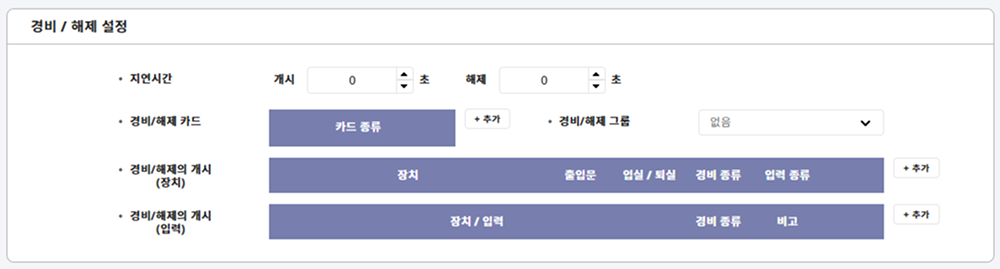 경비 / 해제 설정
• 지연시간 개시 0 초 해제 0 초
• 경비/해제 카드 카드 종류 + 추가 • 경비/해제 그룹 없음
• 경비/해제의 개시 장치 출입문 입실 / 퇴실 경비 종류 입력 종류 + 추가
(장치)
• 경비/해제의 개시 장치 / 입력 경비 종류 비고 + 추가
(입력)